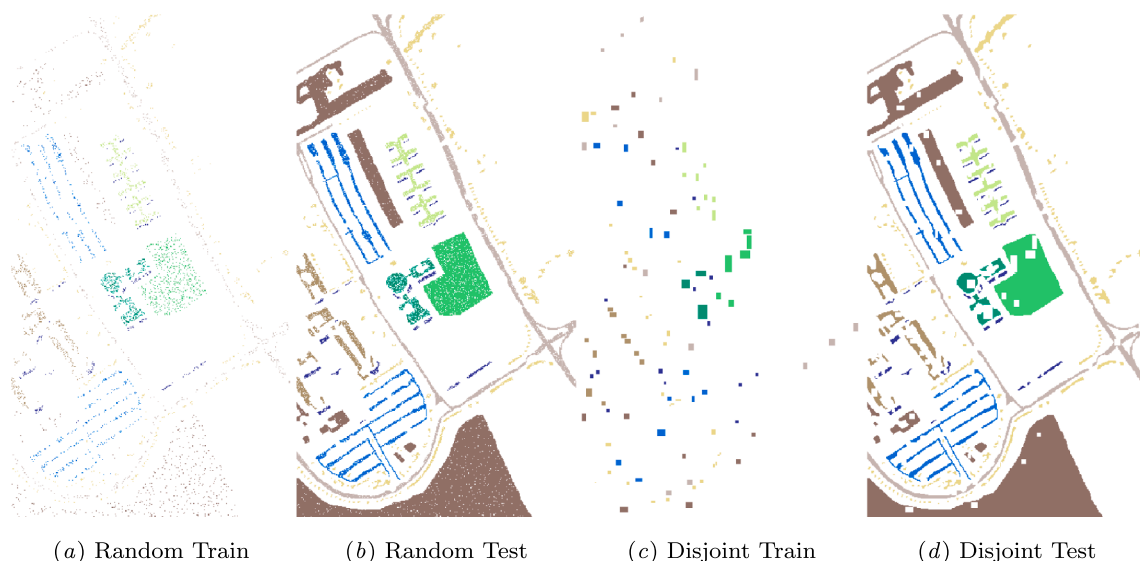 (a) Random Train
(b) Random Test
(c) Disjoint Train
(d) Disjoint Test